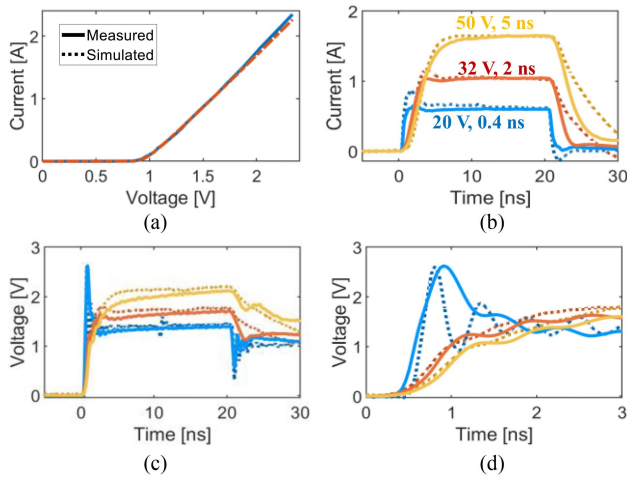 Measured
Simulated
Current [A]
2
1
0
0
0.5
1
1.5
2
Voltage [V]
(a)
50 V, 5 ns
32 V, 2 ns
20 V, 0.4 ns
Current [A]
2
1
0
0
10
20
30
Time [ns]
(b)
Voltage [V]
3
2
1
0
0
10
20
30
Time [ns]
(c)
Voltage [V]
3
2
1
0
0
1
2
3
Time [ns]
(d)